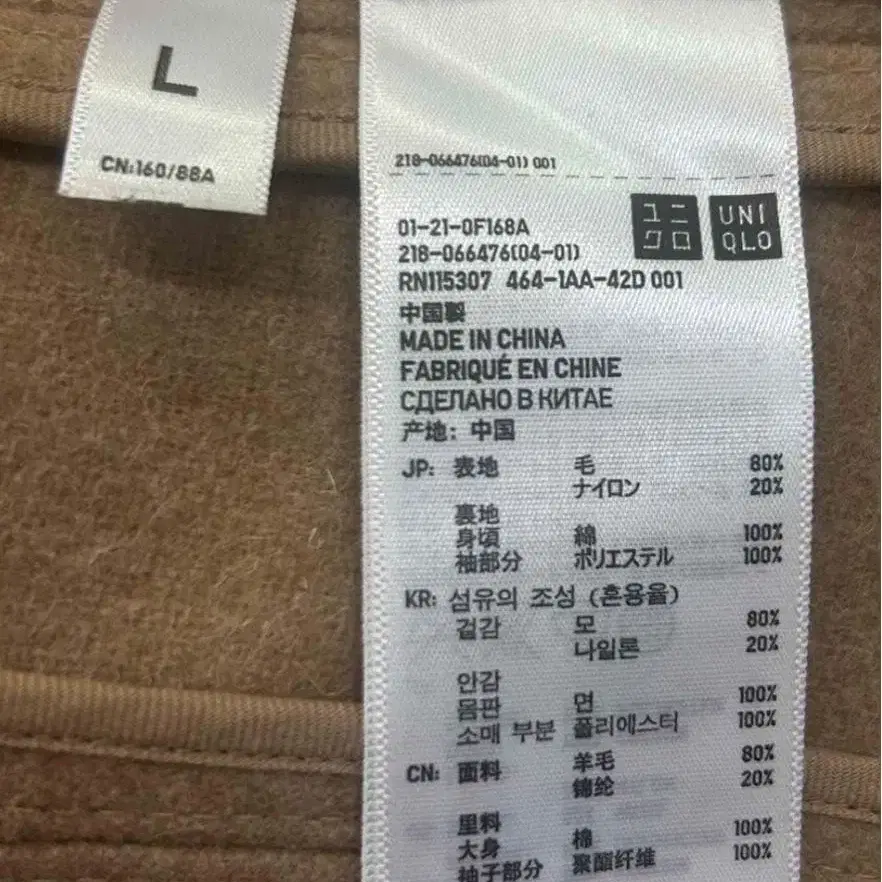 L
CN:160/88A
218-066476(04-01) 001
01-21-0F168A
218-066476(04-01)
RN115307 464-1AA-42D 001
ユニクロ
UNIQLO
中国製
MADE IN CHINA
FABRIQUÉ EN CHINE
СДЕЛАНО В КИТАЕ
产地: 中国
JP: 表地 毛 80%
ナイロン 20%
裏地
身頃 綿 100%
袖部分 ポリエステル 100%
KR: 섬유의 조성 (혼용율)
겉감 모 80%
나일론 20%
안감
몸판 면 100%
소매 부분 폴리에스터 100%
CN: 面料 羊毛 80%
锦纶 20%
里料
大身 棉 100%
袖子部分 聚酯纤维 100%